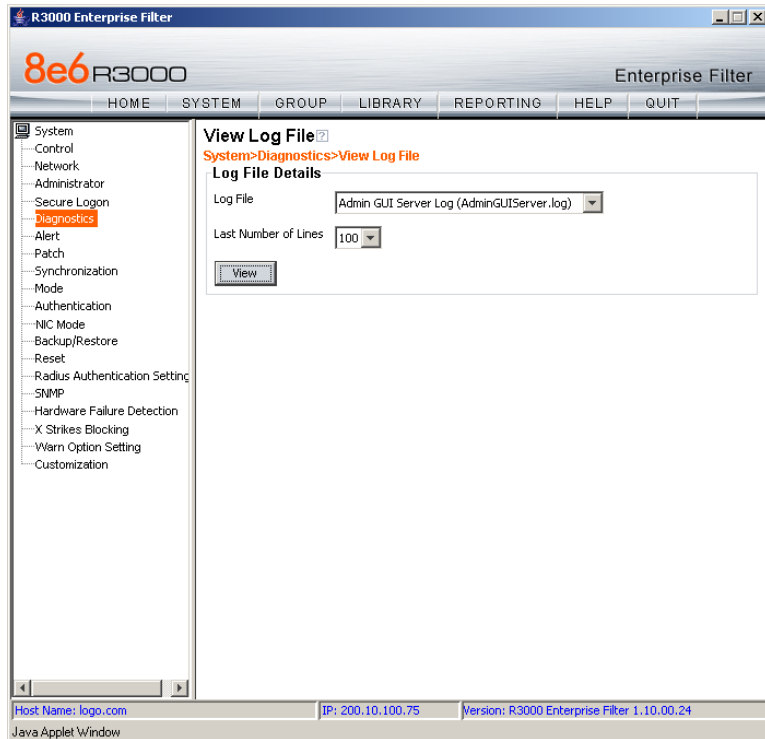 R3000 Enterprise Filter
8e6 R3000
Enterprise Filter
HOME SYSTEM GROUP LIBRARY REPORTING HELP QUIT
System
Control
Network
Administrator
Secure Logon
Diagnostics
Alert
Patch
Synchronization
Mode
Authentication
NIC Mode
Backup/Restore
Reset
Radius Authentication Setting
SNMP
Hardware Failure Detection
X Strikes Blocking
Warn Option Setting
Customization
View Log File?
System>Diagnostics>View Log File
Log File Details
Log File Admin GUI Server Log (AdminGUIServer.log)
Last Number of Lines 100
View
Host Name: logo.com IP: 200.10.100.75 Version: R3000 Enterprise Filter 1.10.00.24
Java Applet Window